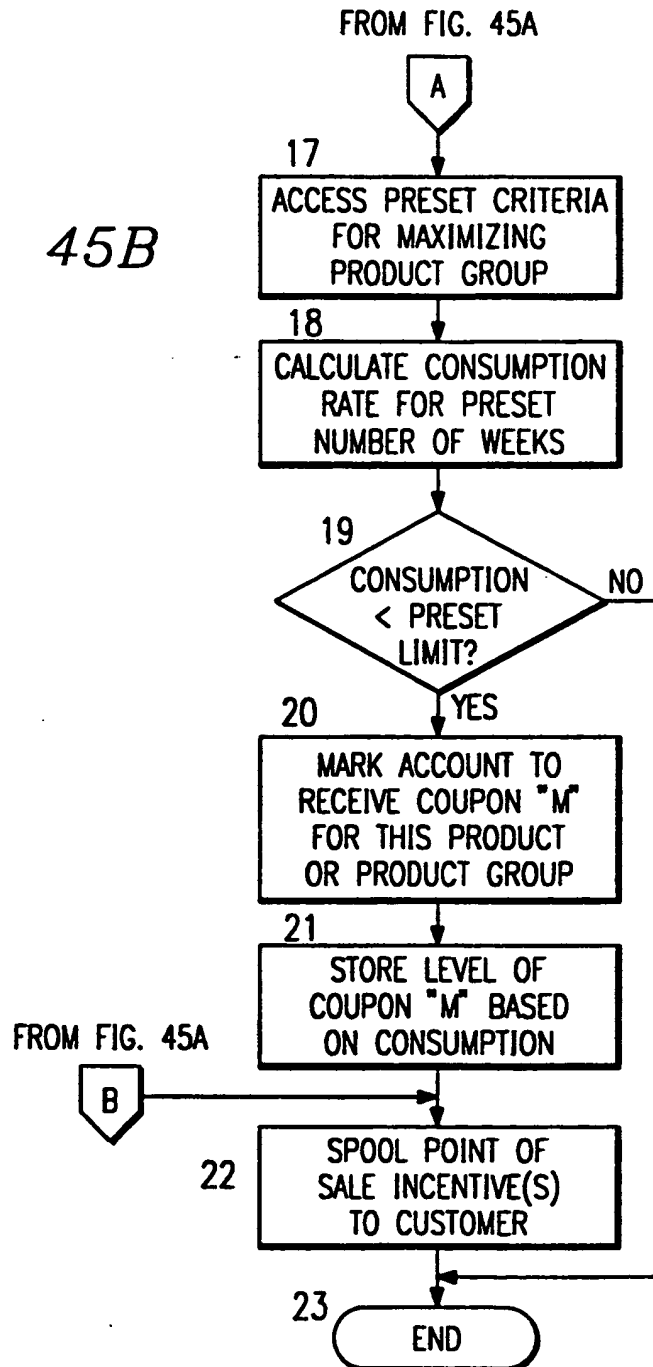 FROM FIG. 45A
A
17
ACCESS PRESET CRITERIA
FOR MAXIMIZING
PRODUCT GROUP
45B
18
CALCULATE CONSUMPTION
RATE FOR PRESET
NUMBER OF WEEKS
19
CONSUMPTION
< PRESET
LIMIT?
NO
YES
20
MARK ACCOUNT TO
RECEIVE COUPON "M"
FOR THIS PRODUCT
OR PRODUCT GROUP
21
STORE LEVEL OF
COUPON "M" BASED
ON CONSUMPTION
FROM FIG. 45A
B
22
SPOOL POINT OF
SALE INCENTIVE(S)
TO CUSTOMER
23
END